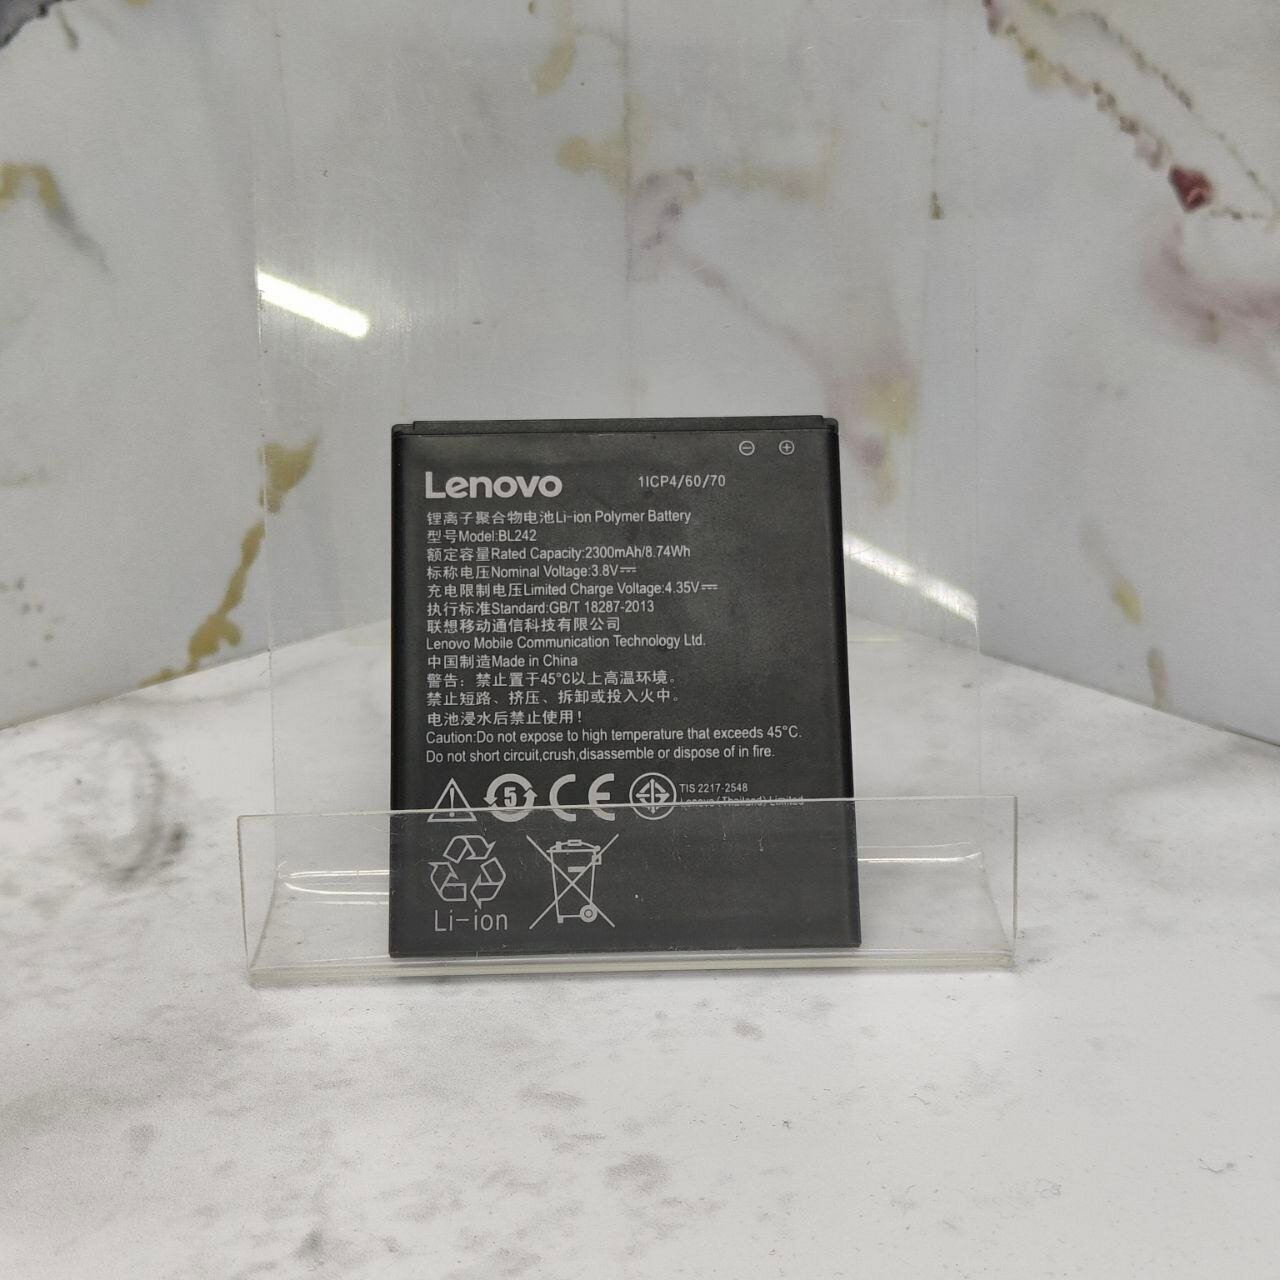 Lenovo 1ICP4/60/70
锂离子聚合物电池Li-ion Polymer Battery
型号Model:BL242
额定容量Rated Capacity:2300mAh/8.74Wh
标称电压Nominal Voltage:3.8V⎓
充电限制电压Limited Charge Voltage:4.35V⎓
执行标准Standard:GB/T 18287-2013
联想移动通信科技有限公司
Lenovo Mobile Communication Technology Ltd.
中国制造Made in China
警告：禁止置于45°C以上高温环境。
禁止短路、挤压、拆卸或投入火中。
电池浸水后禁止使用！
Caution:Do not expose to high temperature that exceeds 45°C.
Do not short circuit,crush,disassemble or dispose of in fire.
5 CE TIS 2217-2548
Lenovo (Thailand) Limited
Li-ion